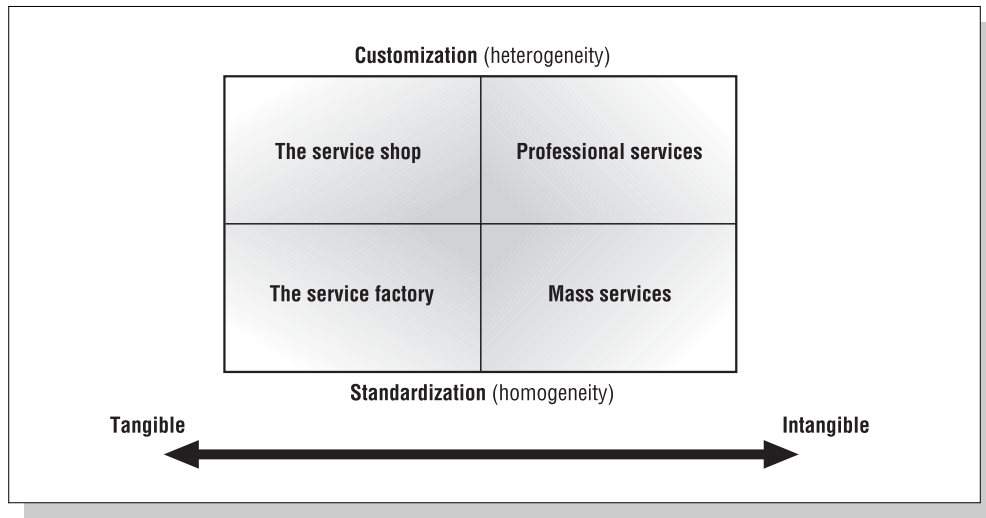 Customization (heterogeneity)
The service shop
Professional services
The service factory
Mass services
Standardization (homogeneity)
Tangible
Intangible